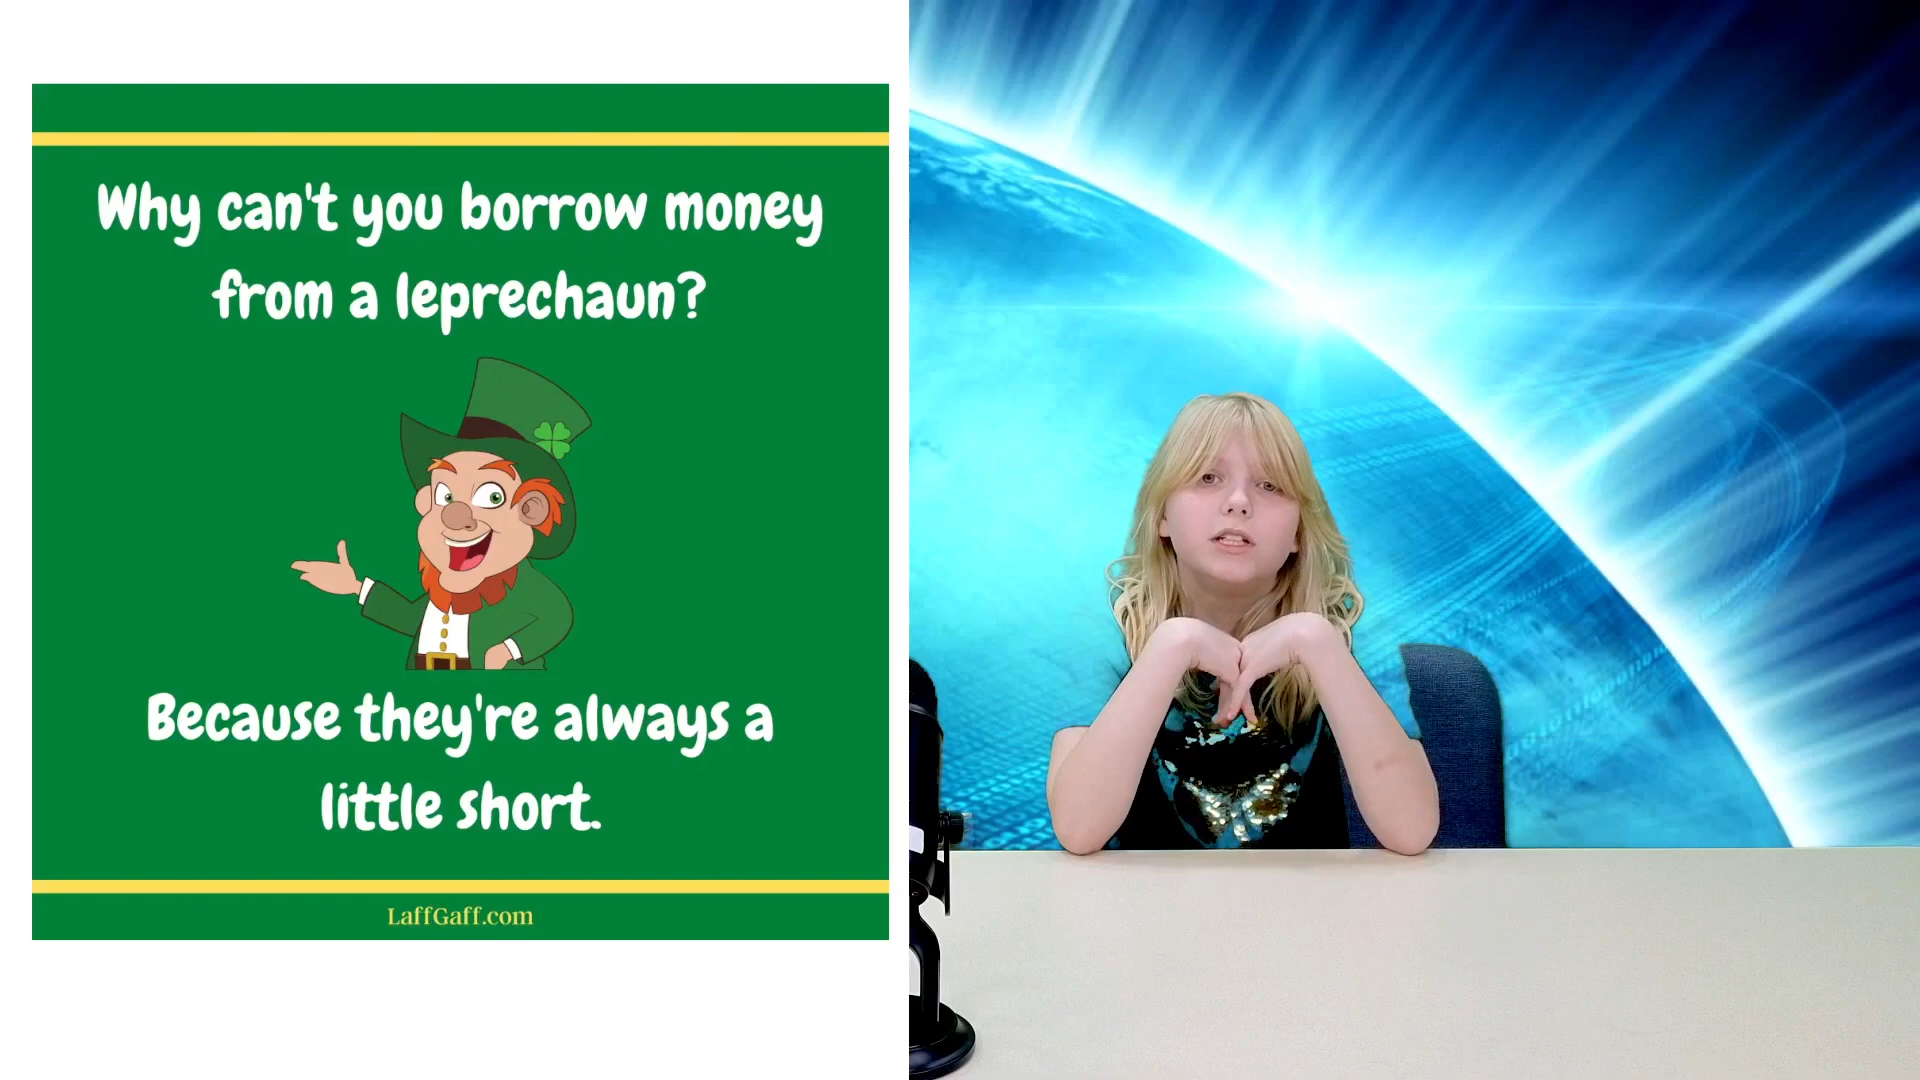 Why can't you borrow money
from a leprechaun?
Because they're always a
little short.
LaffGaff.com